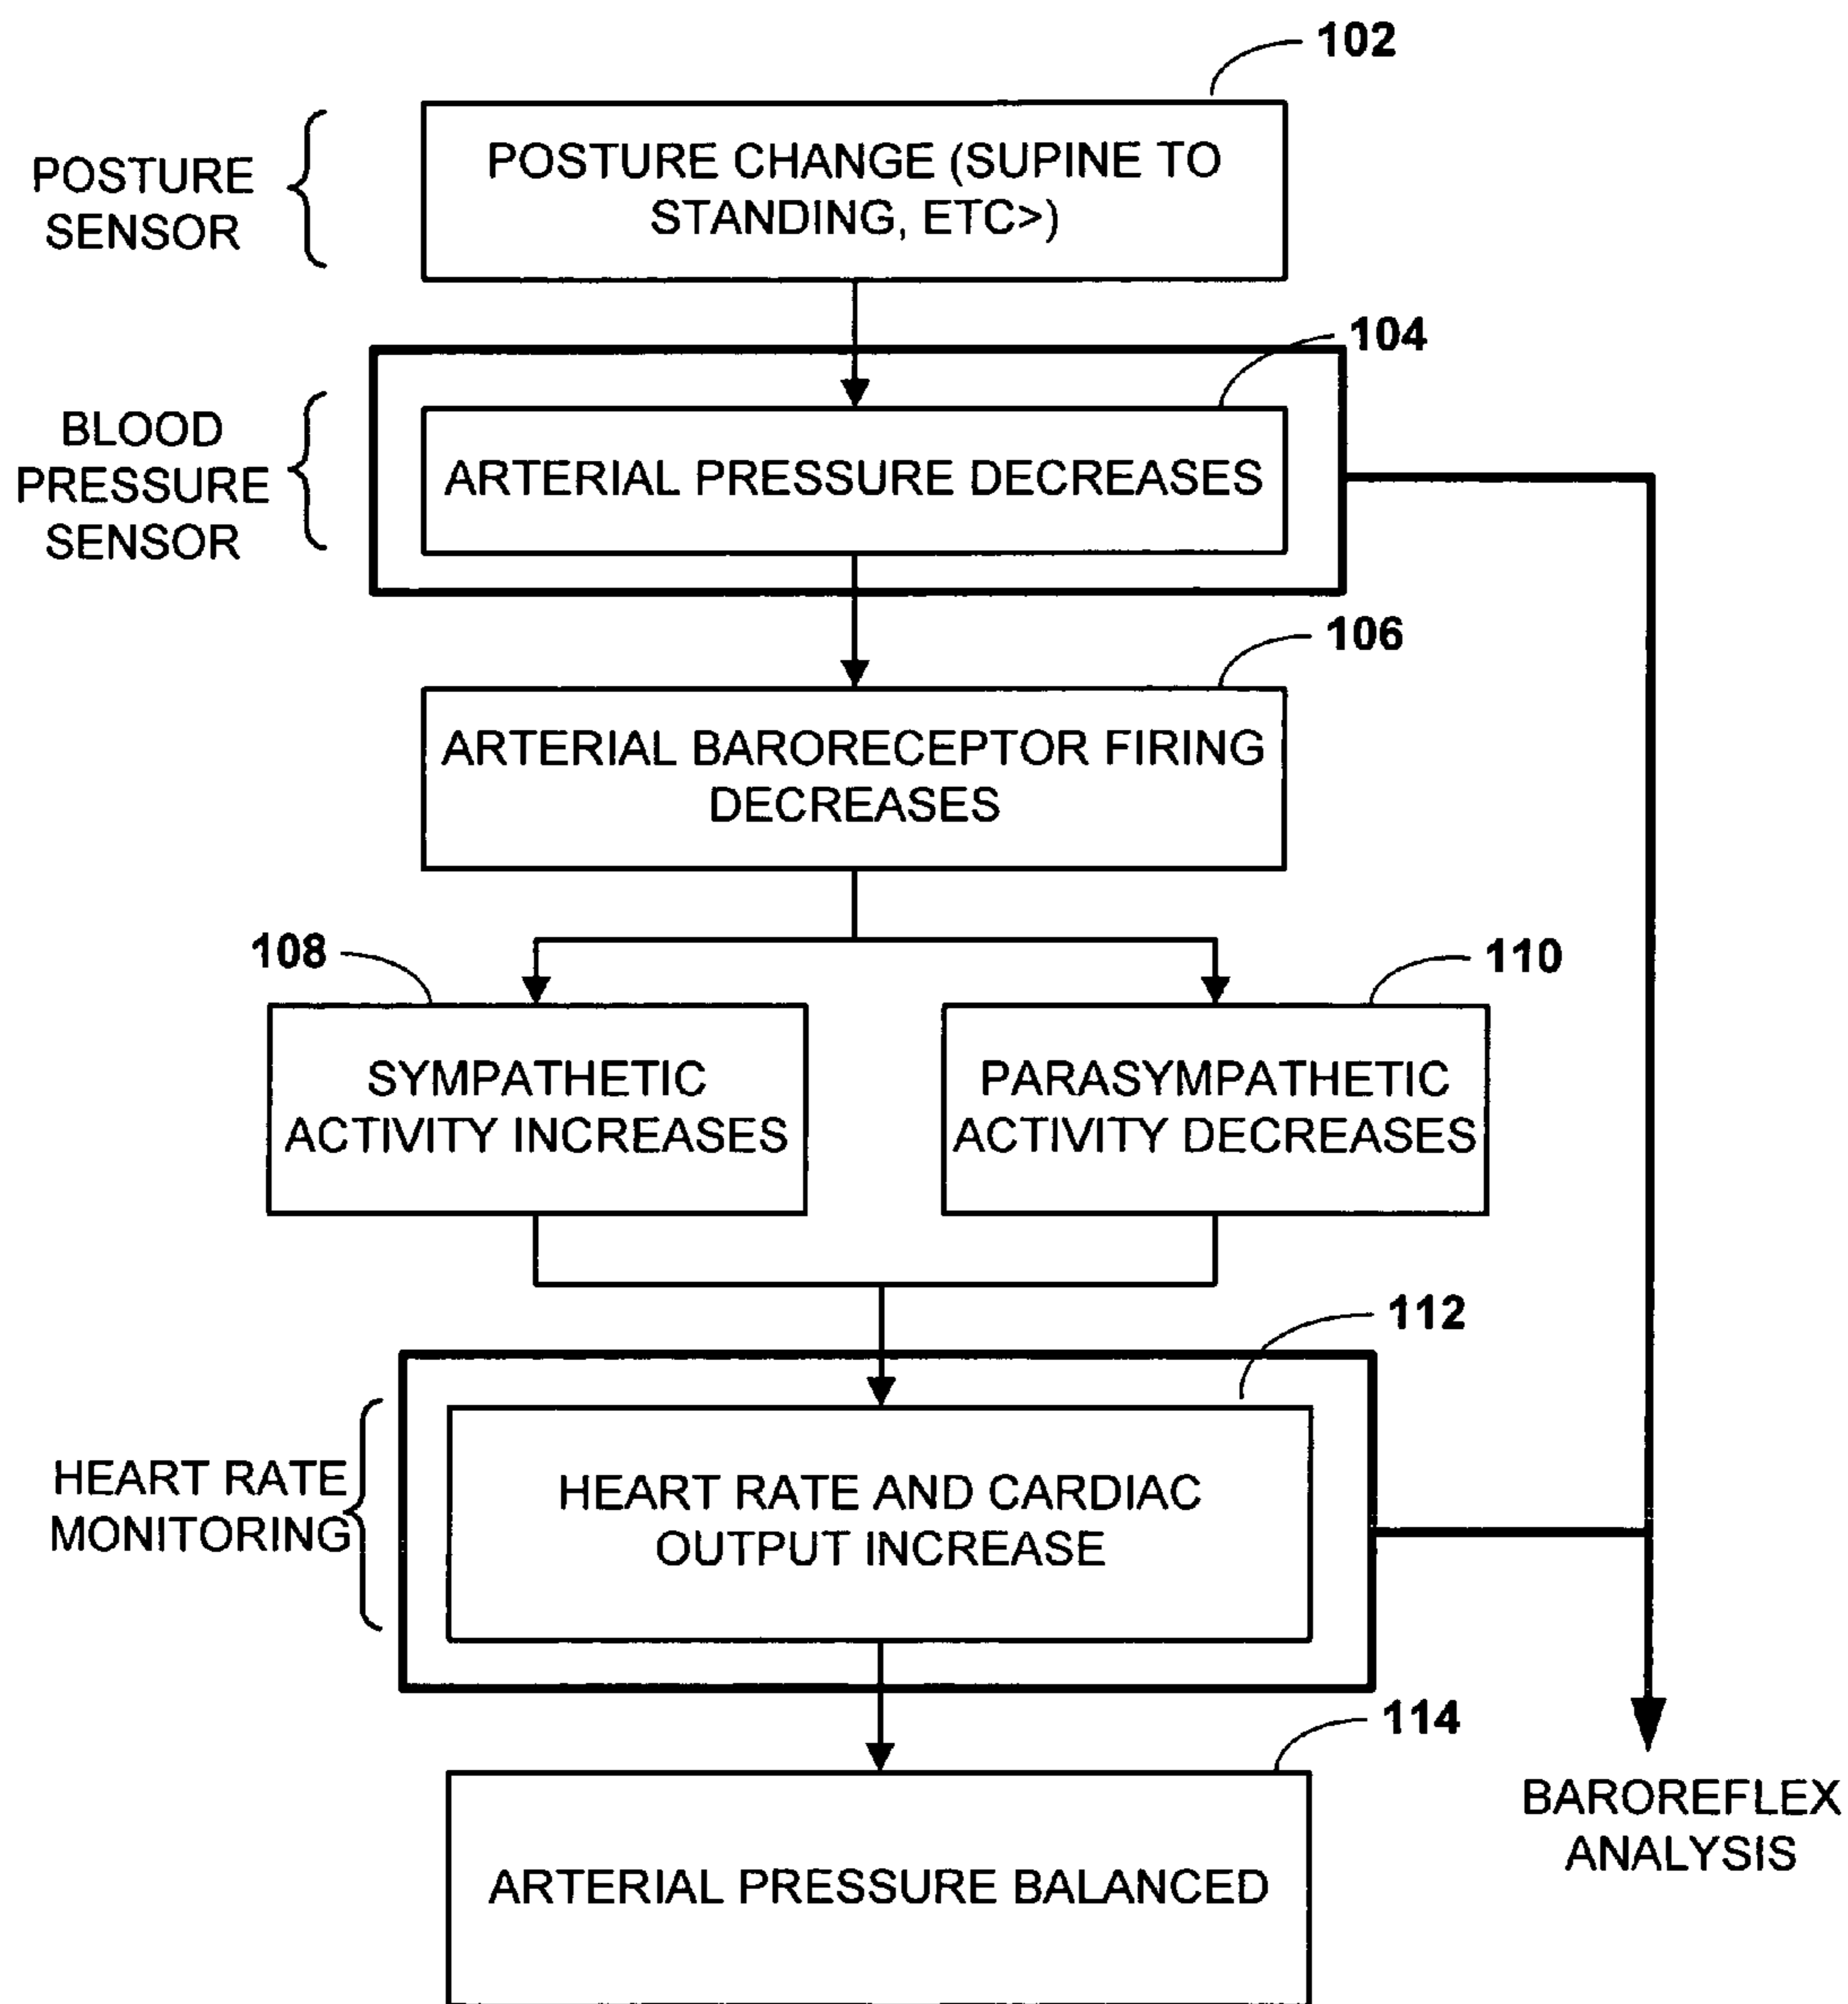 102
POSTURE
SENSOR
POSTURE CHANGE (SUPINE TO
STANDING, ETC>)
104
BLOOD
PRESSURE
SENSOR
ARTERIAL PRESSURE DECREASES
106
ARTERIAL BARORECEPTOR FIRING
DECREASES
108
110
SYMPATHETIC
ACTIVITY INCREASES
PARASYMPATHETIC
ACTIVITY DECREASES
112
HEART RATE
MONITORING
HEART RATE AND CARDIAC
OUTPUT INCREASE
114
ARTERIAL PRESSURE BALANCED
BAROREFLEX
ANALYSIS